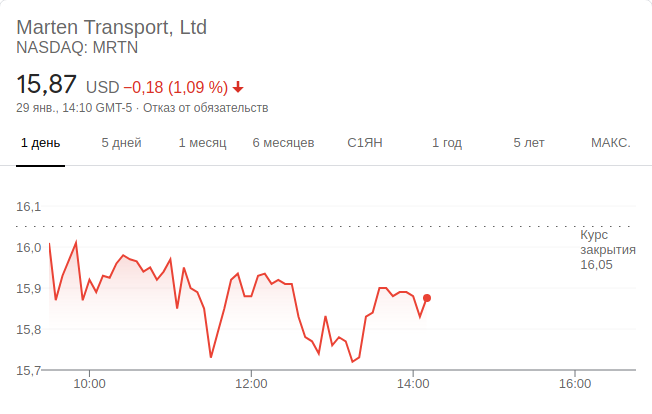 Marten Transport, Ltd
NASDAQ: MRTN
15,87 USD −0,18 (1,09 %)
29 янв., 14:10 GMT-5 · Отказ от обязательств
1 день 5 дней 1 месяц 6 месяцев С1ЯН 1 год 5 лет МАКС.
16,1
Курс
закрытия
16,05
16,0
15,9
15,8
15,7
10:00 12:00 14:00 16:00